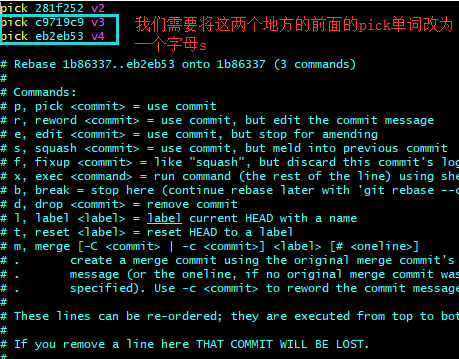 pick 281f252 v2
pick c9719c9 v3
pick eb2eb53 v4
我们需要将这两个地方的前面的pick单词改为
一个字母s
# Rebase 1b86337..eb2eb53 onto 1b86337 (3 commands)
#
# Commands:
# p, pick <commit> = use commit
# r, reword <commit> = use commit, but edit the commit message
# e, edit <commit> = use commit, but stop for amending
# s, squash <commit> = use commit, but meld into previous commit
# f, fixup <commit> = like "squash", but discard this commit's log
# x, exec <command> = run command (the rest of the line) using she
# b, break = stop here (continue rebase later with 'git rebase --c
# d, drop <commit> = remove commit
# l, label <label> = label current HEAD with a name
# t, reset <label> = reset HEAD to a label
# m, merge [-C <commit> | -c <commit>] <label> [# <oneline>]
# .       create a merge commit using the original merge commit's
# .       message (or the oneline, if no original merge commit was
# .       specified). Use -c <commit> to reword the commit message
#
# These lines can be re-ordered; they are executed from top to bot
#
# If you remove a line here THAT COMMIT WILL BE LOST.
#